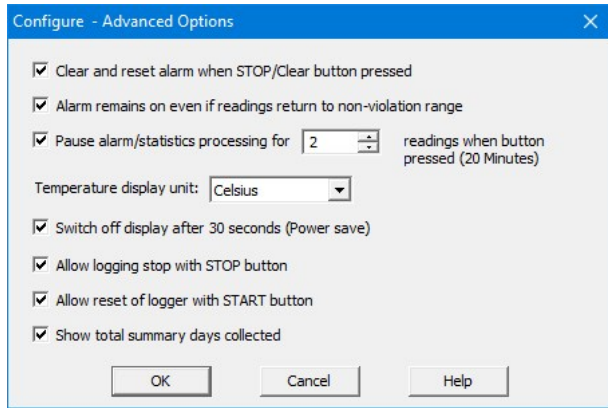 Configure - Advanced Options
Clear and reset alarm when STOP/Clear button pressed
Alarm remains on even if readings return to non-violation range
Pause alarm/statistics processing for 2 readings when button
pressed (20 Minutes)
Temperature display unit: Celsius
Switch off display after 30 seconds (Power save)
Allow logging stop with STOP button
Allow reset of logger with START button
Show total summary days collected
OK Cancel Help